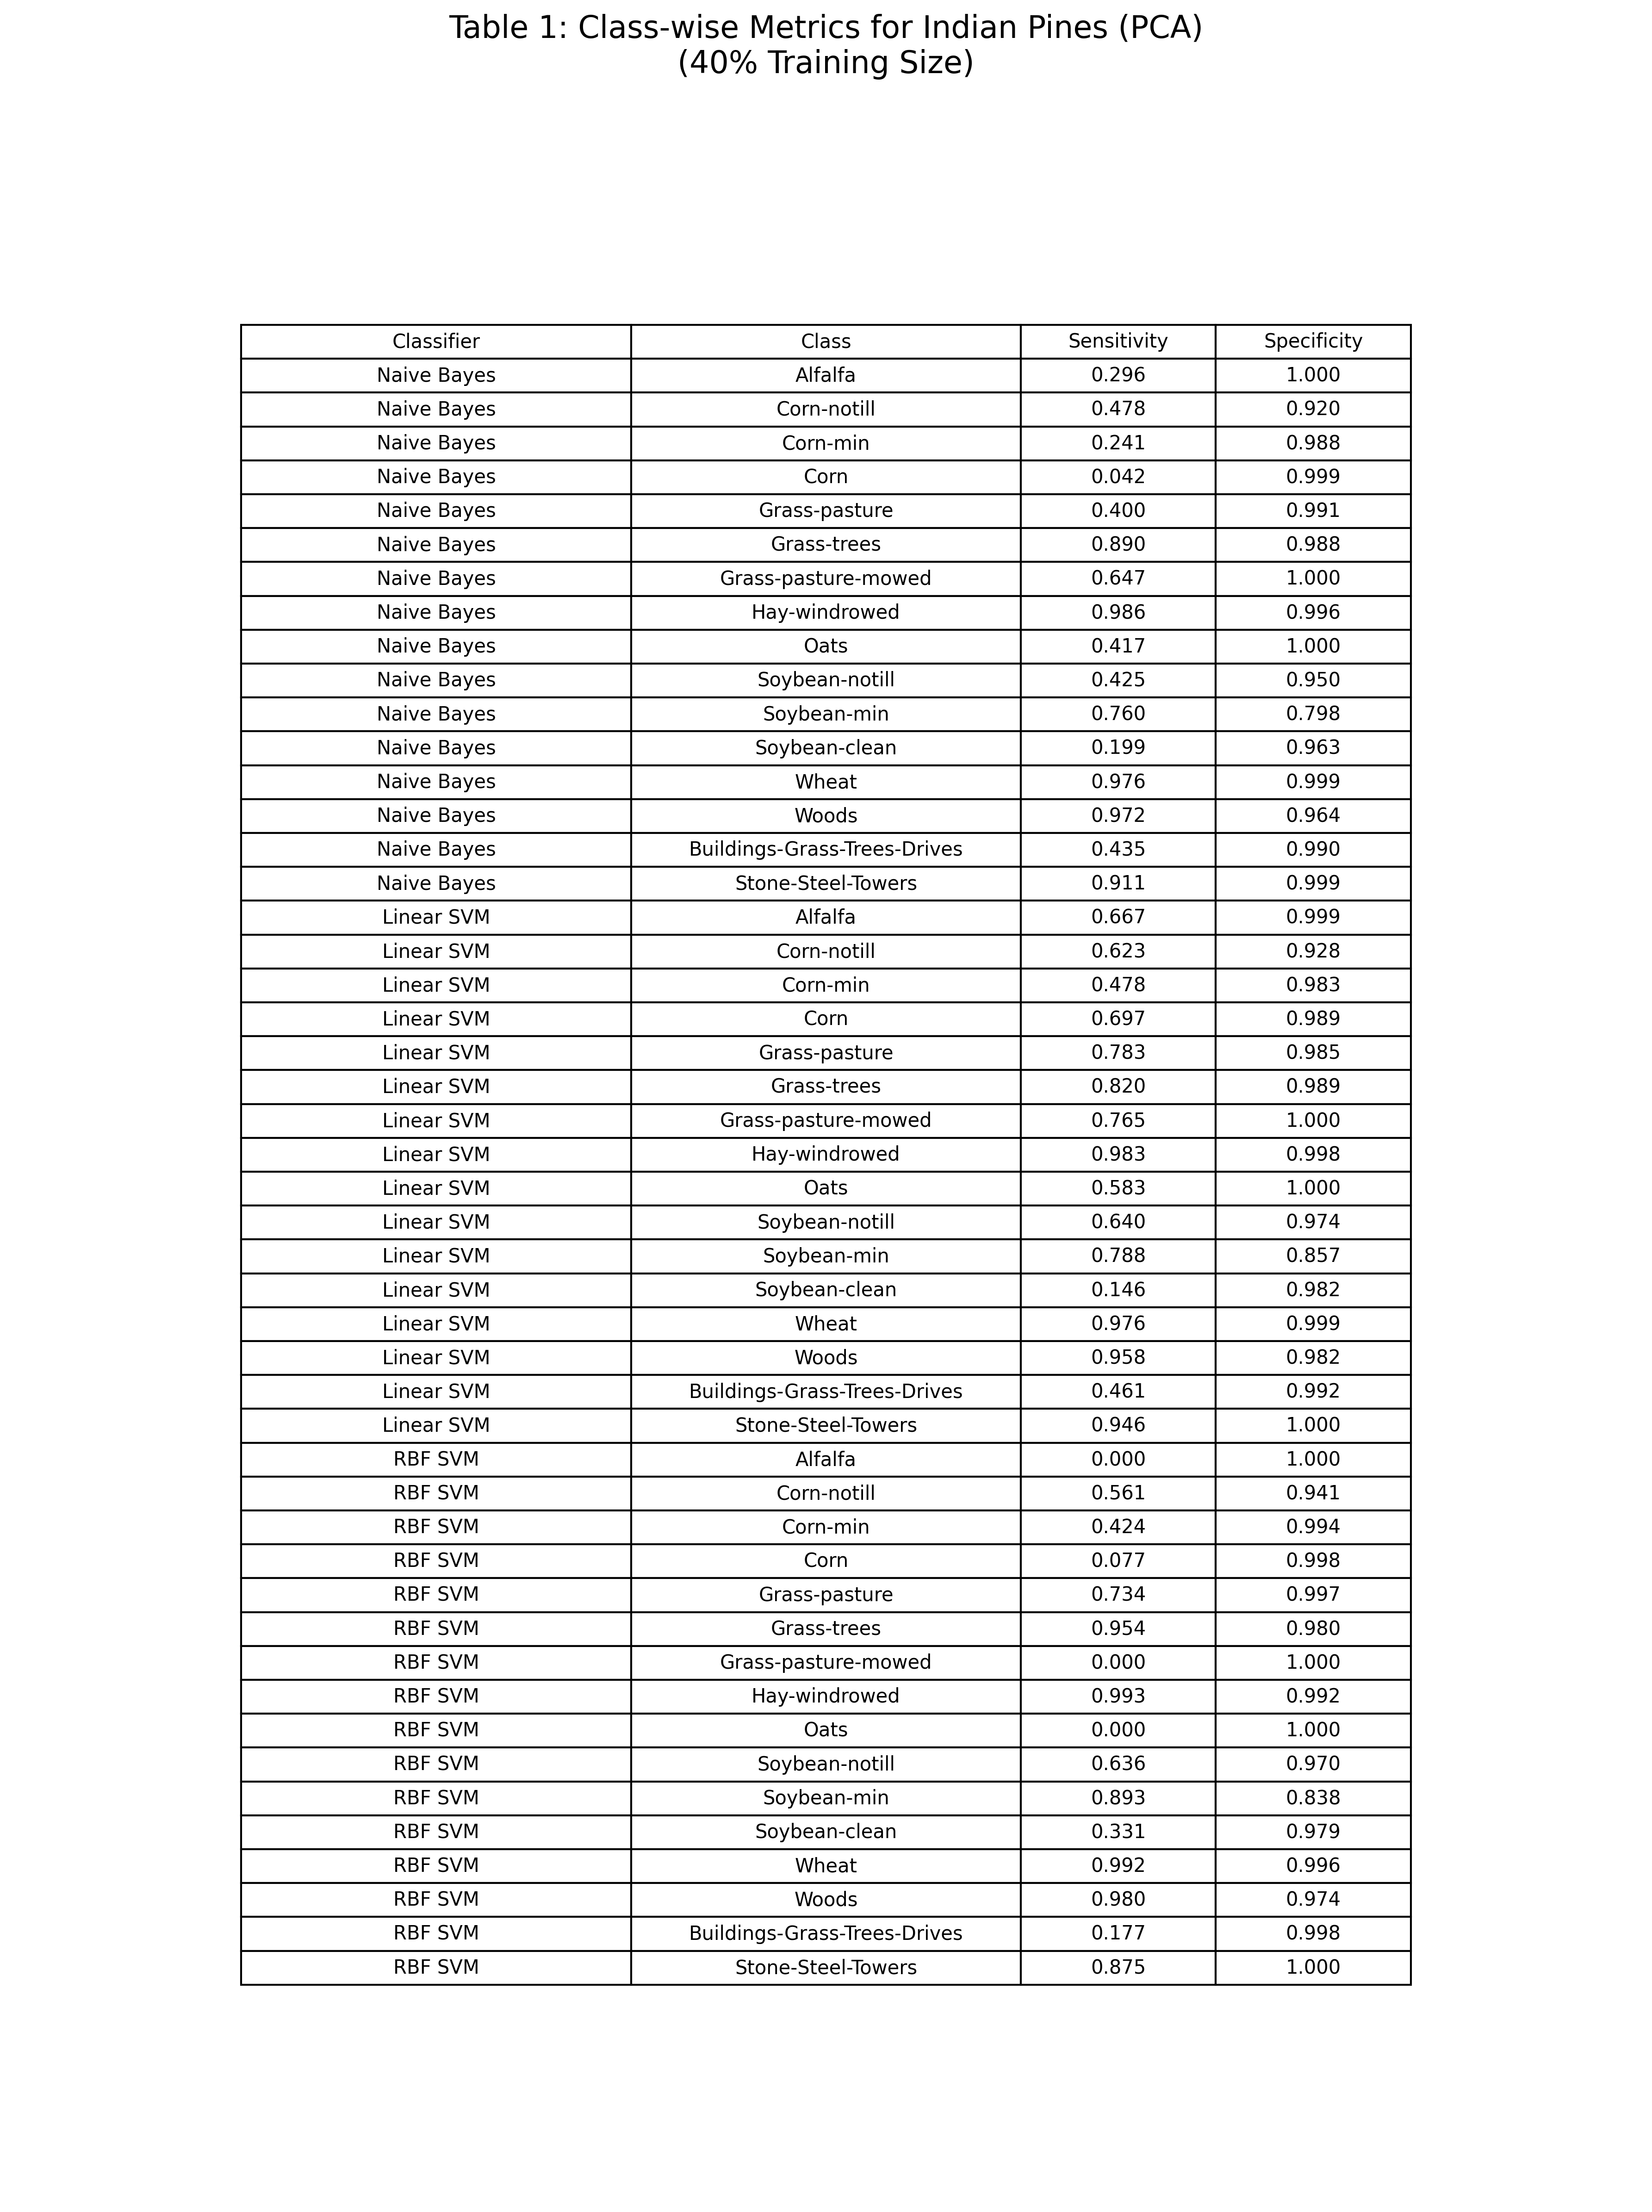 Table 1: Class-wise Metrics for Indian Pines (PCA)
(40% Training Size)
Classifier Class Sensitivity Specificity
Naive Bayes Alfalfa 0.296 1.000
Naive Bayes Corn-notill 0.478 0.920
Naive Bayes Corn-min 0.241 0.988
Naive Bayes Corn 0.042 0.999
Naive Bayes Grass-pasture 0.400 0.991
Naive Bayes Grass-trees 0.890 0.988
Naive Bayes Grass-pasture-mowed 0.647 1.000
Naive Bayes Hay-windrowed 0.986 0.996
Naive Bayes Oats 0.417 1.000
Naive Bayes Soybean-notill 0.425 0.950
Naive Bayes Soybean-min 0.760 0.798
Naive Bayes Soybean-clean 0.199 0.963
Naive Bayes Wheat 0.976 0.999
Naive Bayes Woods 0.972 0.964
Naive Bayes Buildings-Grass-Trees-Drives 0.435 0.990
Naive Bayes Stone-Steel-Towers 0.911 0.999
Linear SVM Alfalfa 0.667 0.999
Linear SVM Corn-notill 0.623 0.928
Linear SVM Corn-min 0.478 0.983
Linear SVM Corn 0.697 0.989
Linear SVM Grass-pasture 0.783 0.985
Linear SVM Grass-trees 0.820 0.989
Linear SVM Grass-pasture-mowed 0.765 1.000
Linear SVM Hay-windrowed 0.983 0.998
Linear SVM Oats 0.583 1.000
Linear SVM Soybean-notill 0.640 0.974
Linear SVM Soybean-min 0.788 0.857
Linear SVM Soybean-clean 0.146 0.982
Linear SVM Wheat 0.976 0.999
Linear SVM Woods 0.958 0.982
Linear SVM Buildings-Grass-Trees-Drives 0.461 0.992
Linear SVM Stone-Steel-Towers 0.946 1.000
RBF SVM Alfalfa 0.000 1.000
RBF SVM Corn-notill 0.561 0.941
RBF SVM Corn-min 0.424 0.994
RBF SVM Corn 0.077 0.998
RBF SVM Grass-pasture 0.734 0.997
RBF SVM Grass-trees 0.954 0.980
RBF SVM Grass-pasture-mowed 0.000 1.000
RBF SVM Hay-windrowed 0.993 0.992
RBF SVM Oats 0.000 1.000
RBF SVM Soybean-notill 0.636 0.970
RBF SVM Soybean-min 0.893 0.838
RBF SVM Soybean-clean 0.331 0.979
RBF SVM Wheat 0.992 0.996
RBF SVM Woods 0.980 0.974
RBF SVM Buildings-Grass-Trees-Drives 0.177 0.998
RBF SVM Stone-Steel-Towers 0.875 1.000